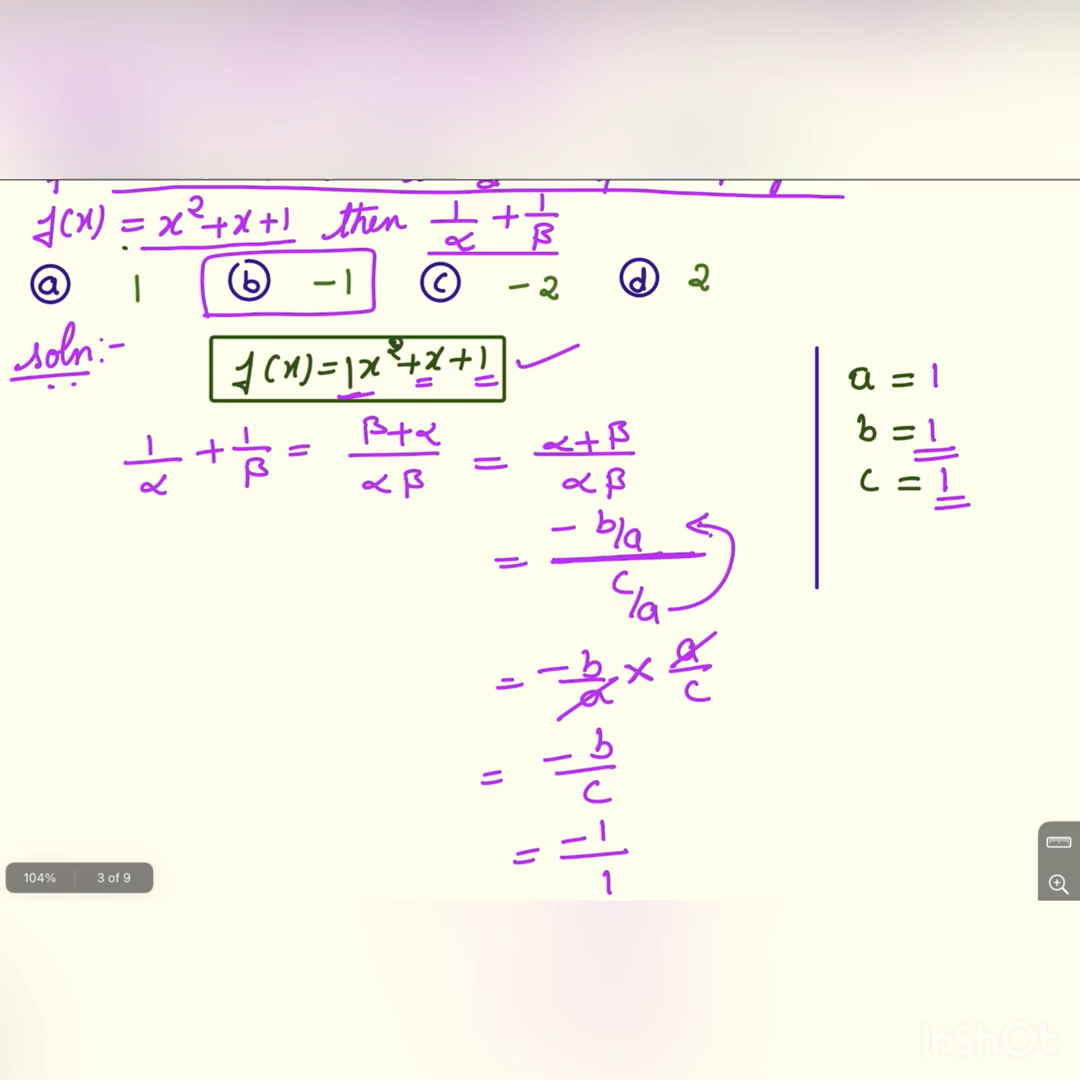 f(x) = x²+x+1 then 1/α + 1/β
ⓐ 1 ⓑ -1 ⓒ -2 ⓓ 2
soln:-
f(x)=1x²+x+1
a = 1
b = 1
c = 1
1/α + 1/β = β+α/αβ = α+β/αβ
= -b/a / c/a
= -b/a × a/c
= -b/c
= -1/1
104% 3 of 9
InShOt